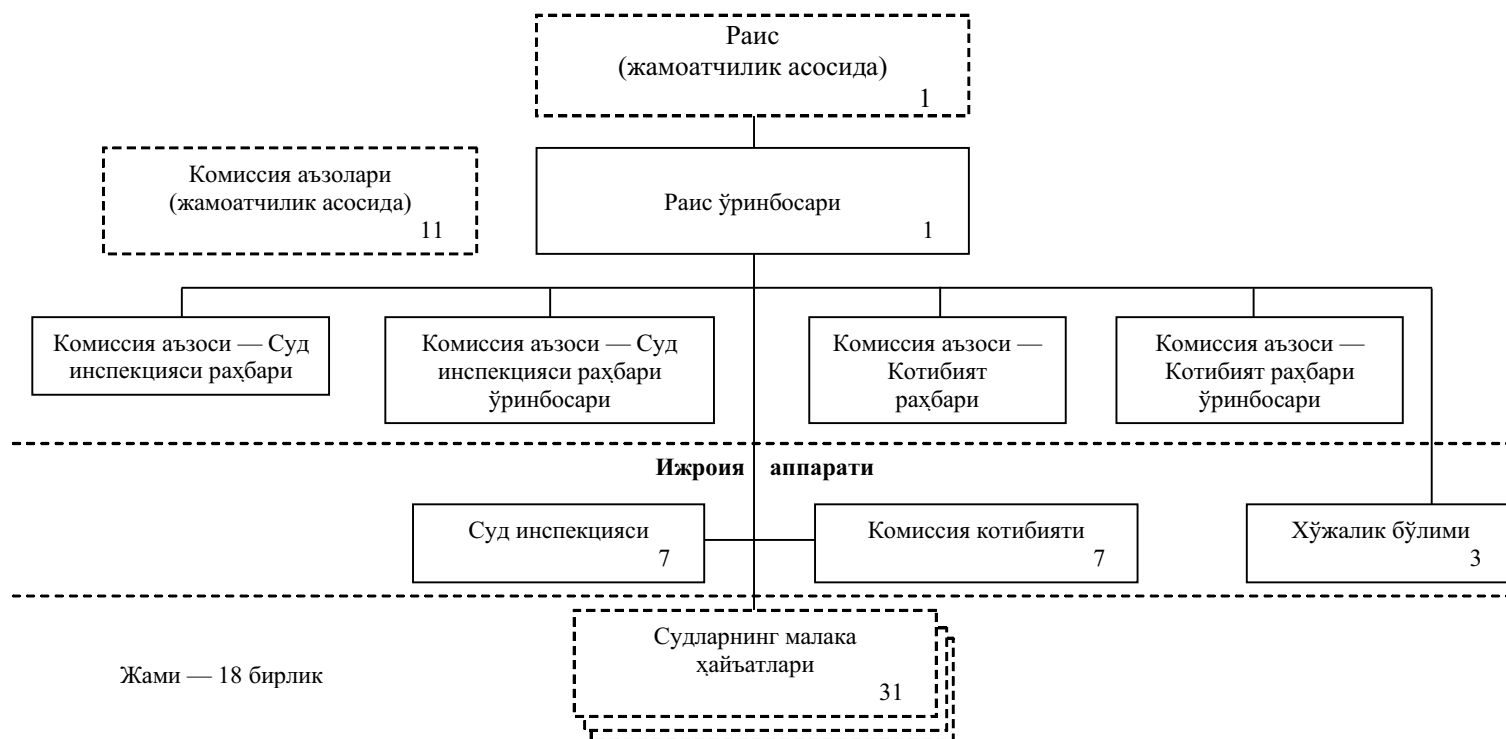 Раис
(жамоатчилик асосида)
1
Комиссия аъзолари
(жамоатчилик асосида)
11
Раис ўринбосари
1
Комиссия аъзоси — Суд
инспекцияси раҳбари
Комиссия аъзоси — Суд
инспекцияси раҳбари
ўринбосари
Комиссия аъзоси —
Котибият
раҳбари
Комиссия аъзоси —
Котибият раҳбари
ўринбосари
Ижроия аппарати
Суд инспекцияси
7
Комиссия котибияти
7
Хўжалик бўлими
3
Судларнинг малака
ҳайъатлари
31
Жами — 18 бирлик